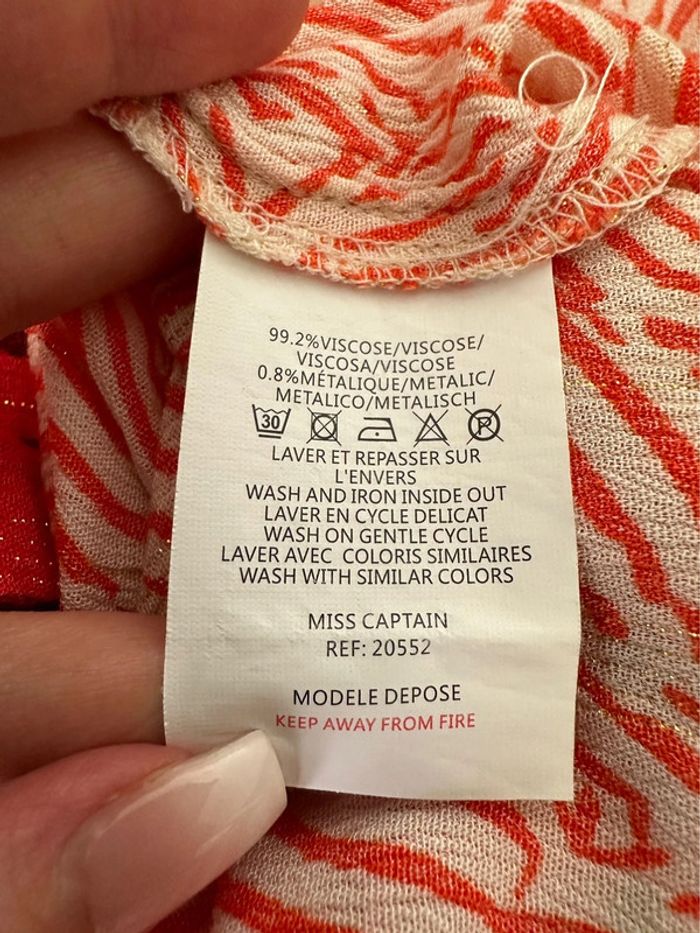 99.2%VISCOSE/VISCOSE/
VISCOSA/VISCOSE
0.8%MÉTALIQUE/METALIC/
METALICO/METALISCH
30 P
LAVER ET REPASSER SUR
L'ENVERS
WASH AND IRON INSIDE OUT
LAVER EN CYCLE DELICAT
WASH ON GENTLE CYCLE
LAVER AVEC COLORIS SIMILAIRES
WASH WITH SIMILAR COLORS
MISS CAPTAIN
REF: 20552
MODELE DEPOSE
KEEP AWAY FROM FIRE